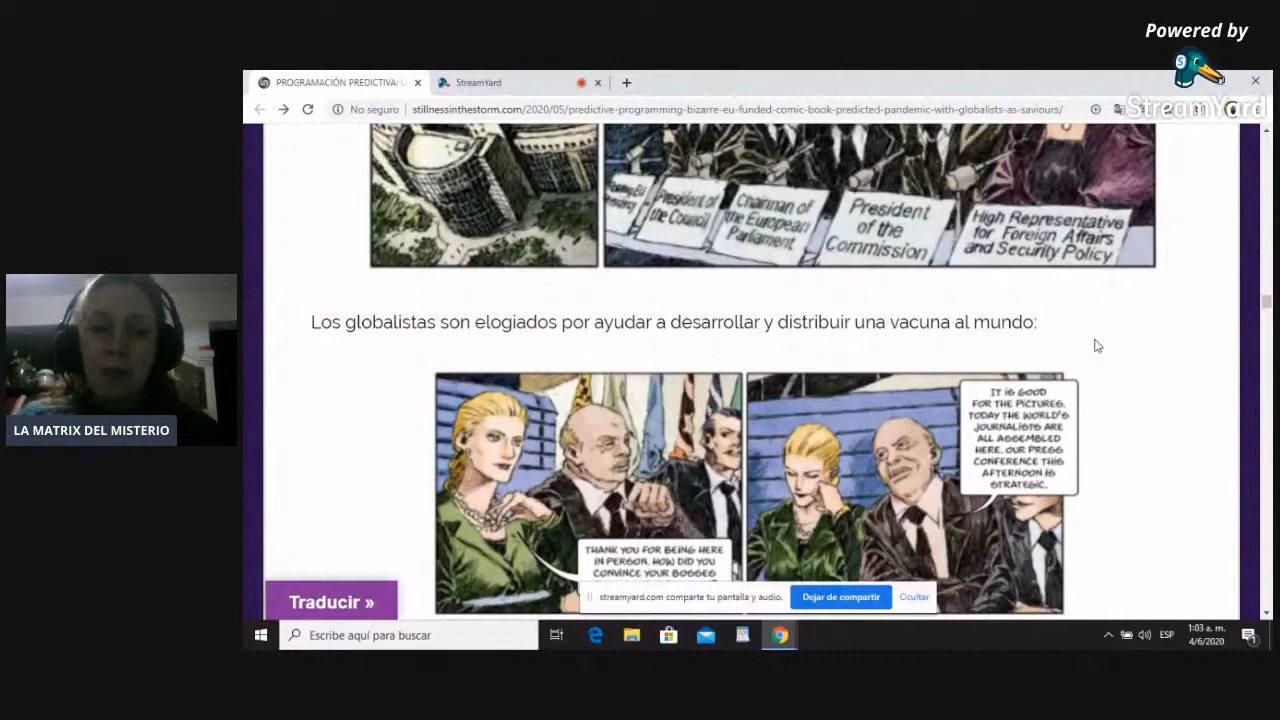 Powered by
StreamYard
PROGRAMACIÓN PREDICTIVA:
StreamYard
No seguro
stillnessinthestorm.com/2020/05/predictive-programming-bizarre-eu-funded-comic-book-predicted-pandemic-with-globalists-as-saviours/
President of
the Council
Chairman of
the European
Parliament
President
of the
Commission
High Representative
for Foreign Affairs
and Security Policy
Los globalistas son elogiados por ayudar a desarrollar y distribuir una vacuna al mundo:
LA MATRIX DEL MISTERIO
THANK YOU FOR BEING HERE
IN PERSON. HOW DID YOU
CONVINCE YOUR BOSSES
IT IS GOOD
FOR THE PICTURES.
TODAY THE WORLD'S
JOURNALISTS ARE
ALL ASSEMBLED
HERE. OUR PRESS
CONFERENCE THIS
AFTERNOON IS
STRATEGIC.
Traducir »
streamyard.com comparte tu pantalla y audio.
Dejar de compartir
Ocultar
Escribe aquí para buscar
ESP
1:03 a. m.
4/6/2020